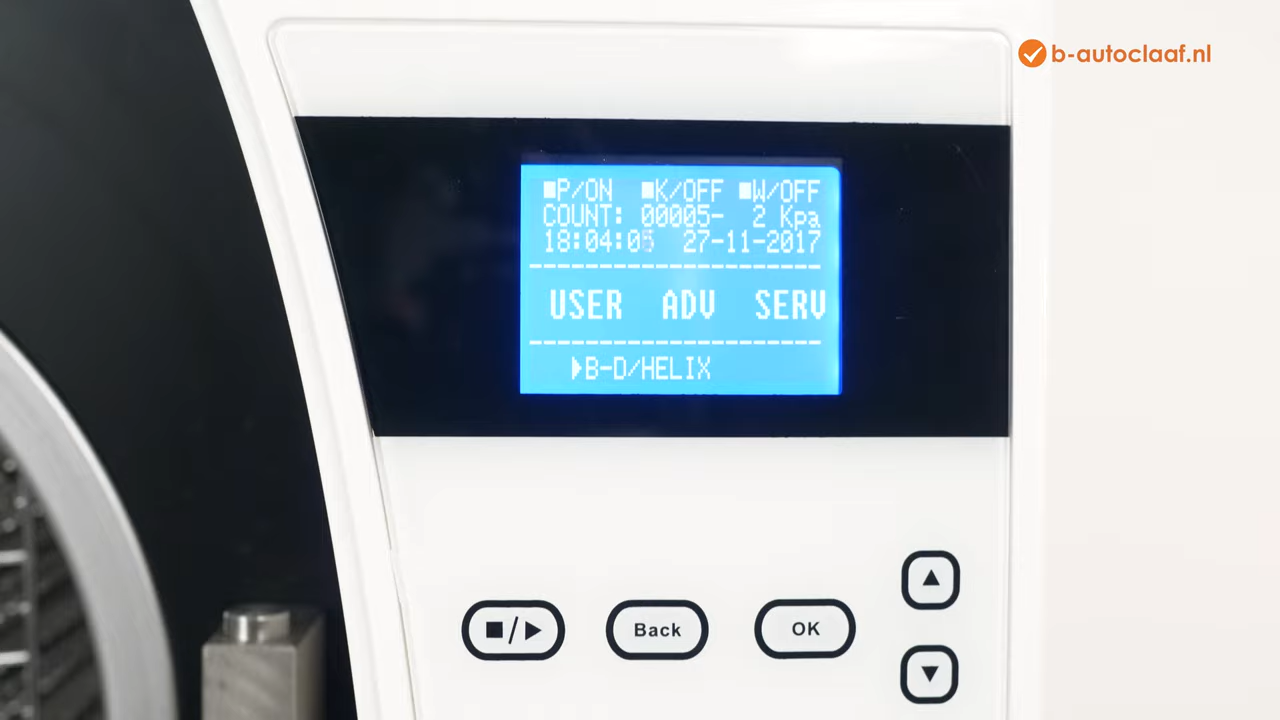 b-autoclaaf.nl
■P/ON ■K/OFF ■W/OFF
COUNT: 00005- 2 Kpa
18:04:05 27-11-2017
USER ADV SERV
▶B-D/HELIX
■/▶ Back OK
▲
▼